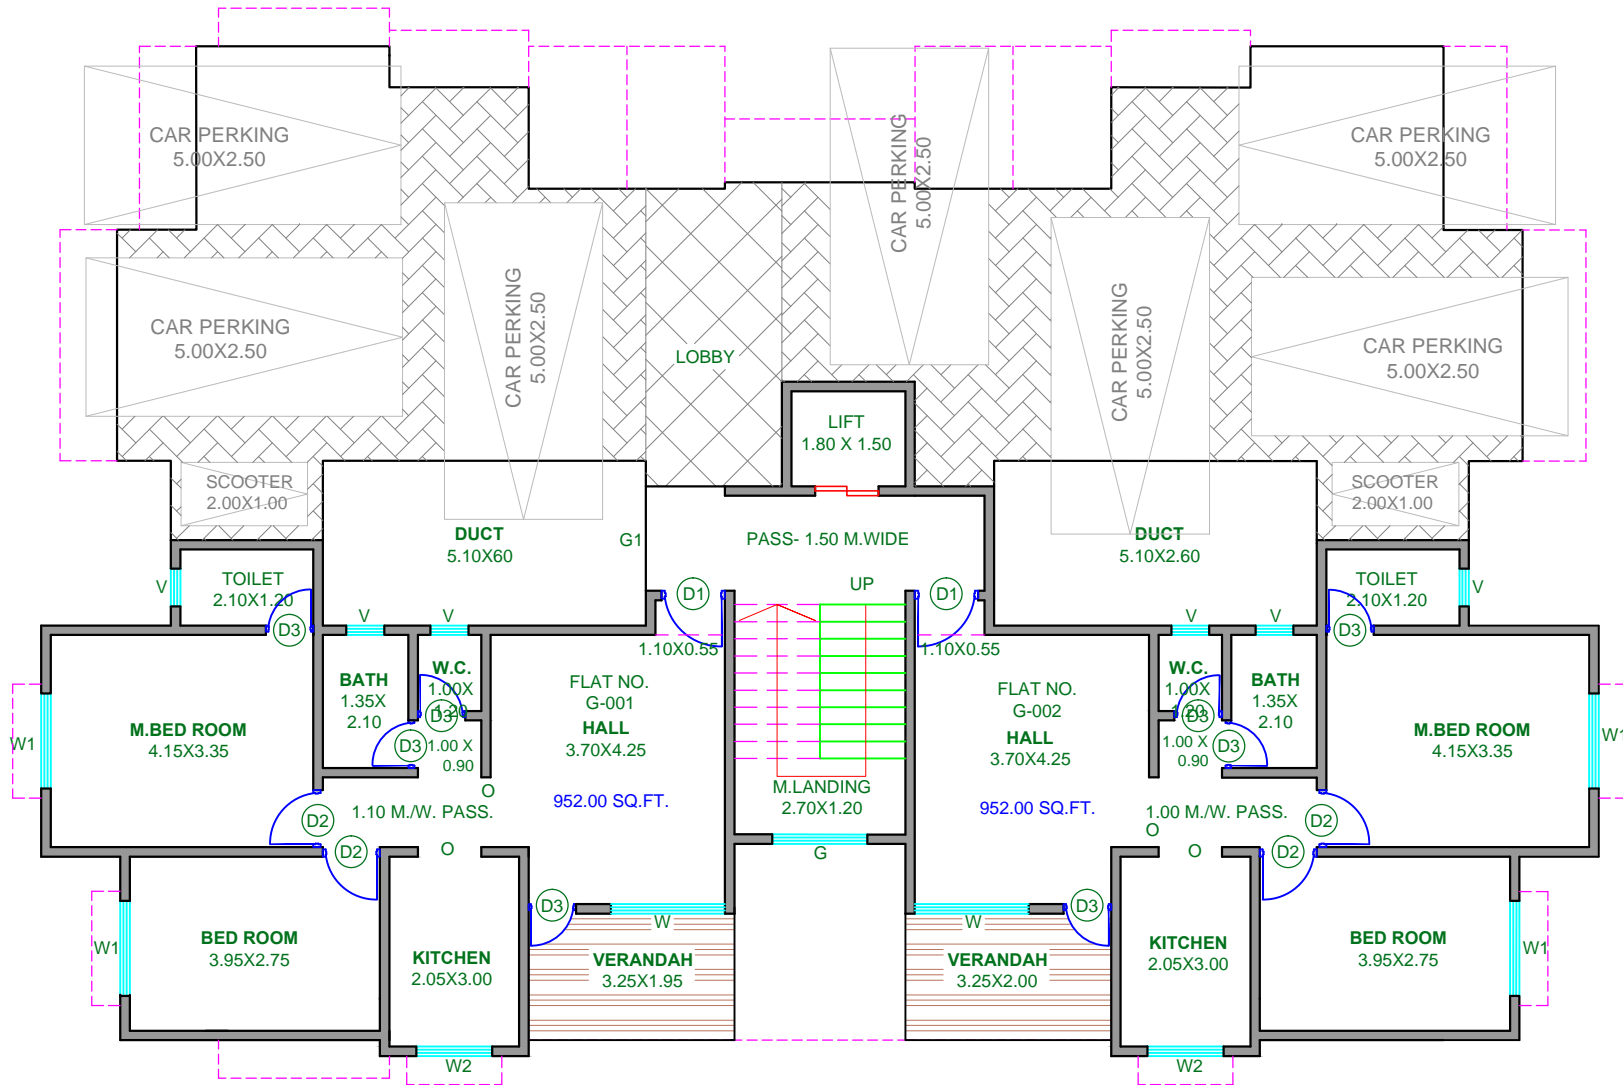 CAR PERKING
5.00X2.50
CAR PERKING
5.00X2.50
CAR PERKING
5.00X2.50
CAR PERKING
5.00X2.50
CAR PERKING
5.00X2.50
CAR PERKING
5.00X2.50
CAR PERKING
5.00X2.50
LOBBY
LIFT
1.80 X 1.50
SCOOTER
2.00X1.00
SCOOTER
2.00X1.00
DUCT
5.10X60
G1
PASS- 1.50 M.WIDE
DUCT
5.10X2.60
UP
TOILET
2.10X1.20
V
D3
V
V
D1
D1
V
V
TOILET
2.10X1.20
V
D3
1.10X0.55
1.10X0.55
BATH
1.35X
2.10
W.C.
1.00X
1.20
D3
D3
1.00 X
0.90
FLAT NO.
G-001
HALL
3.70X4.25
952.00 SQ.FT.
FLAT NO.
G-002
HALL
3.70X4.25
952.00 SQ.FT.
W.C.
1.00X
1.20
D3
D3
1.00 X
0.90
BATH
1.35X
2.10
W1
M.BED ROOM
4.15X3.35
M.BED ROOM
4.15X3.35
W1
O
1.10 M./W. PASS.
D2
D2
O
M.LANDING
2.70X1.20
G
O
1.00 M./W. PASS.
O
D2
D2
W1
BED ROOM
3.95X2.75
KITCHEN
2.05X3.00
D3
W
VERANDAH
3.25X1.95
W
D3
VERANDAH
3.25X2.00
KITCHEN
2.05X3.00
BED ROOM
3.95X2.75
W1
W2
W2